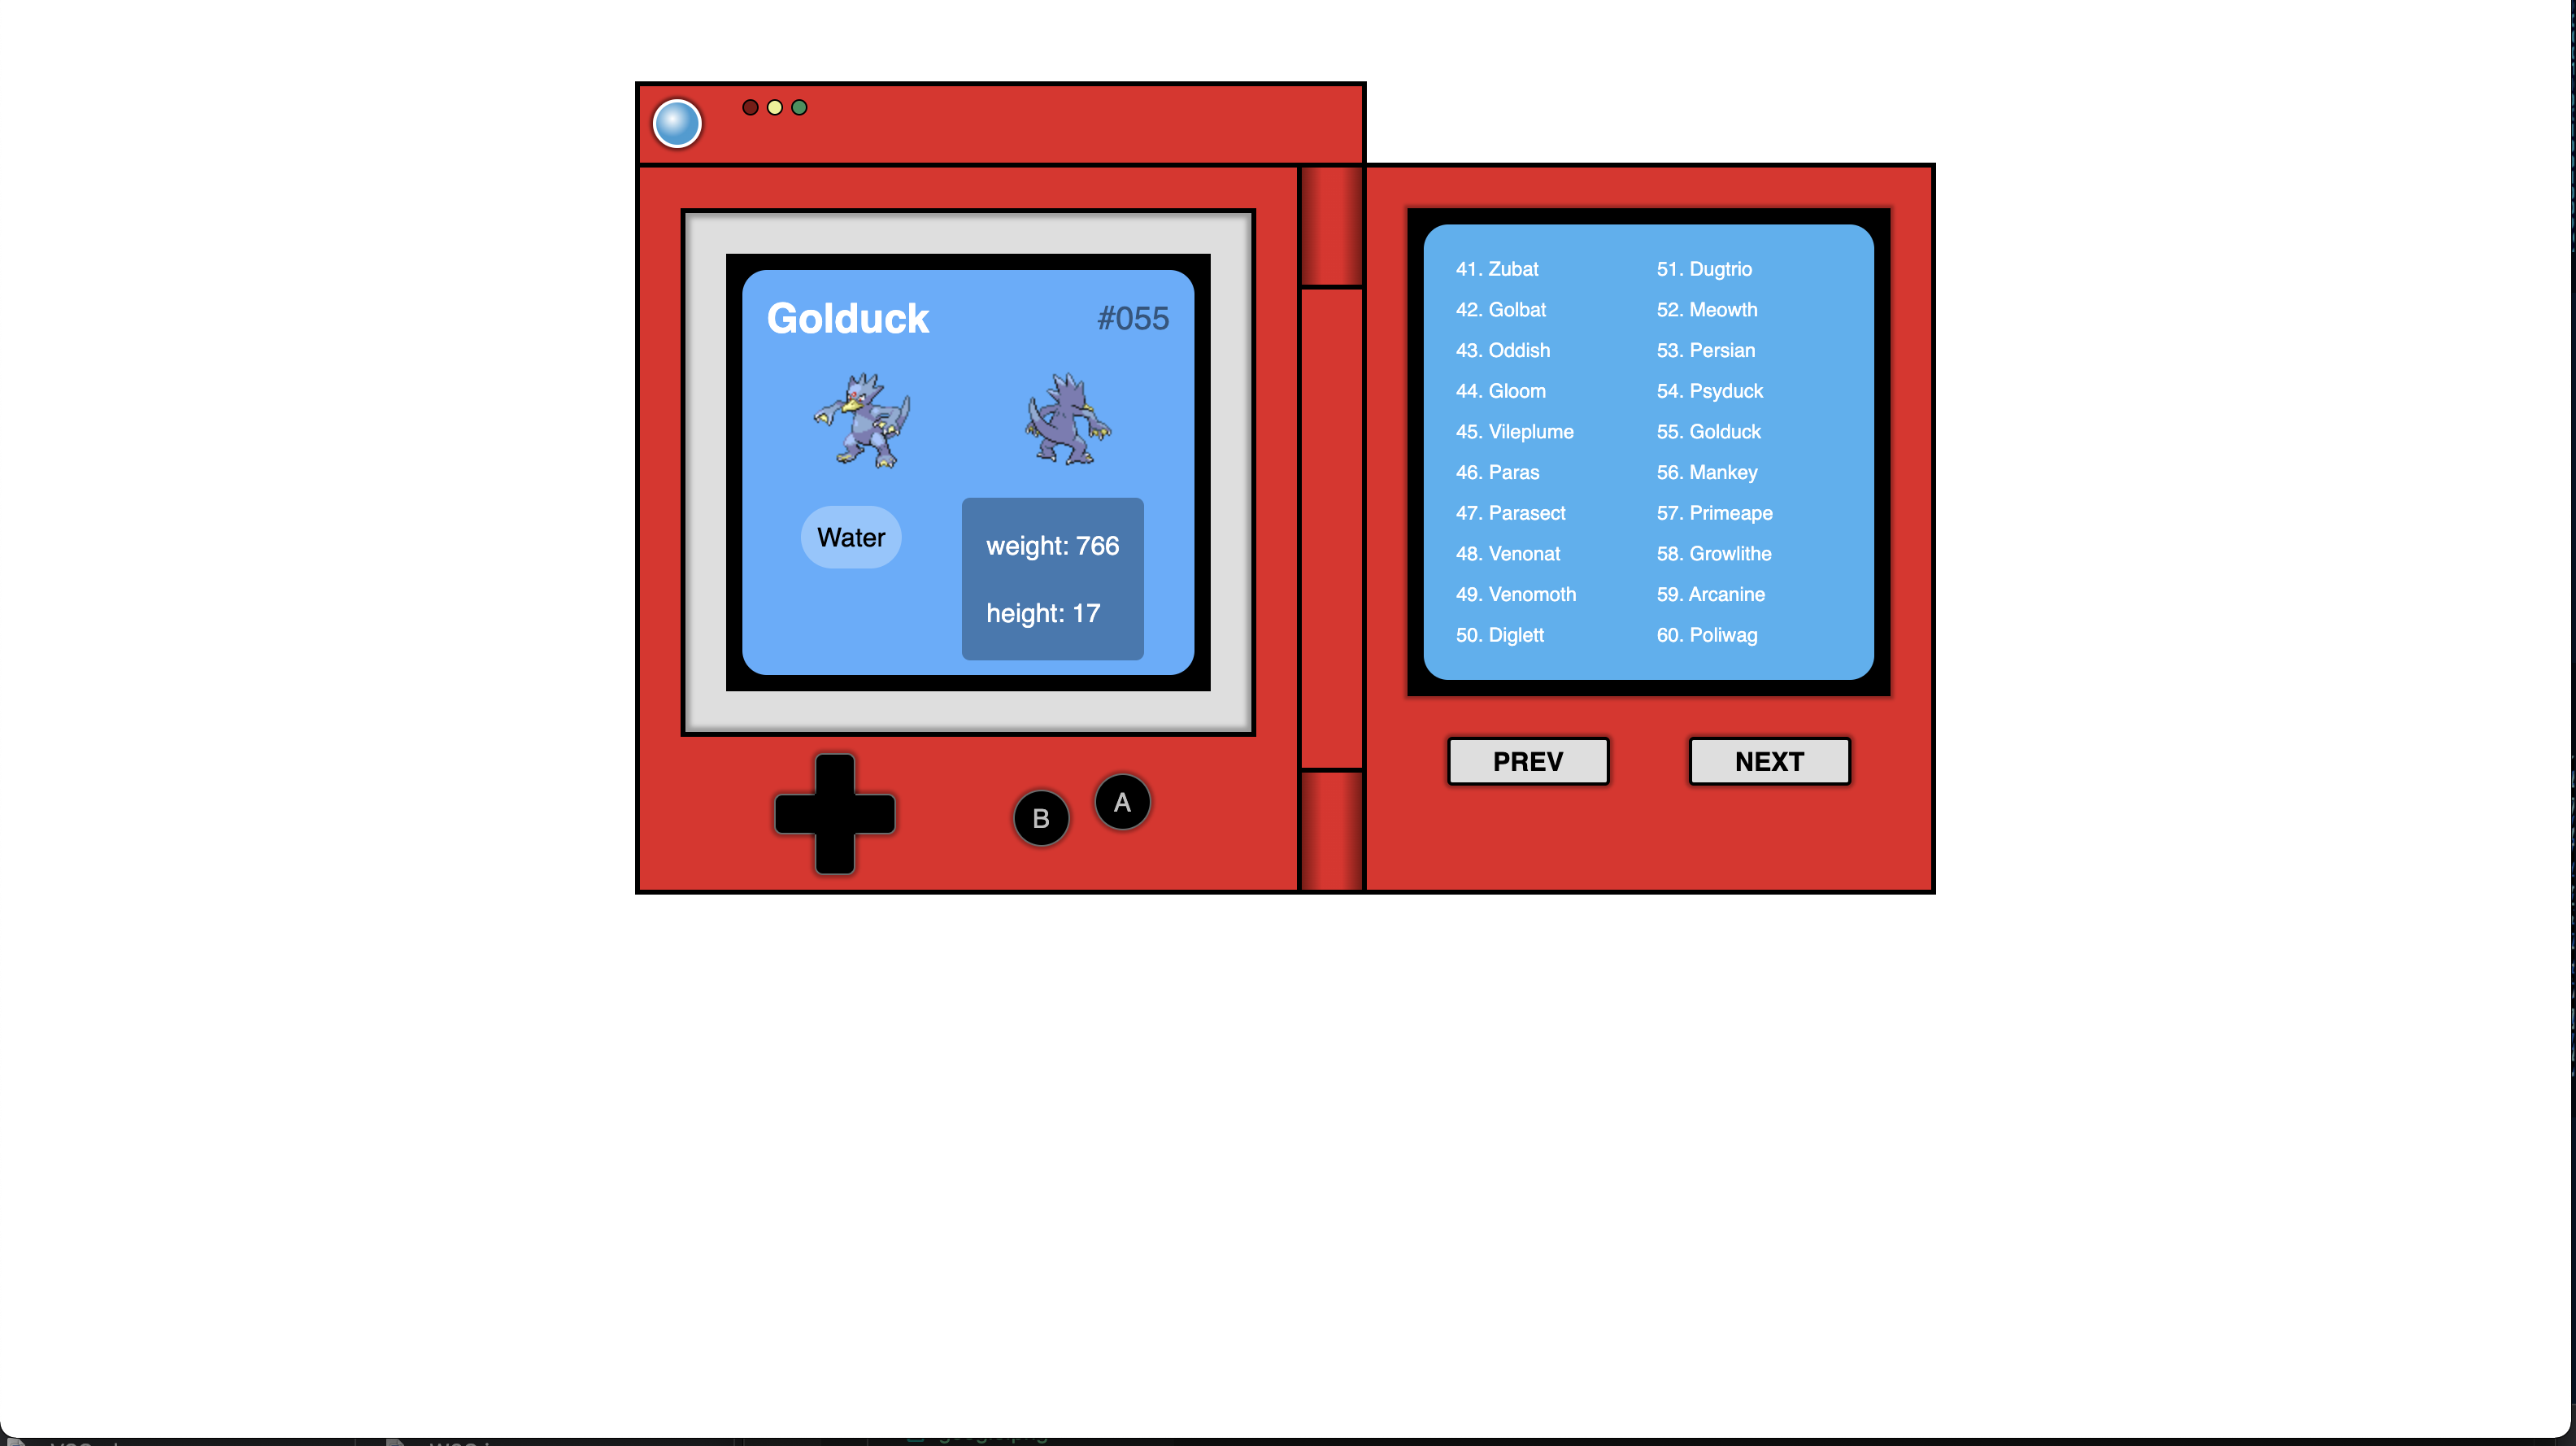 Golduck #055
Water
weight: 766
height: 17
B A
41. Zubat
42. Golbat
43. Oddish
44. Gloom
45. Vileplume
46. Paras
47. Parasect
48. Venonat
49. Venomoth
50. Diglett
51. Dugtrio
52. Meowth
53. Persian
54. Psyduck
55. Golduck
56. Mankey
57. Primeape
58. Growlithe
59. Arcanine
60. Poliwag
PREV NEXT